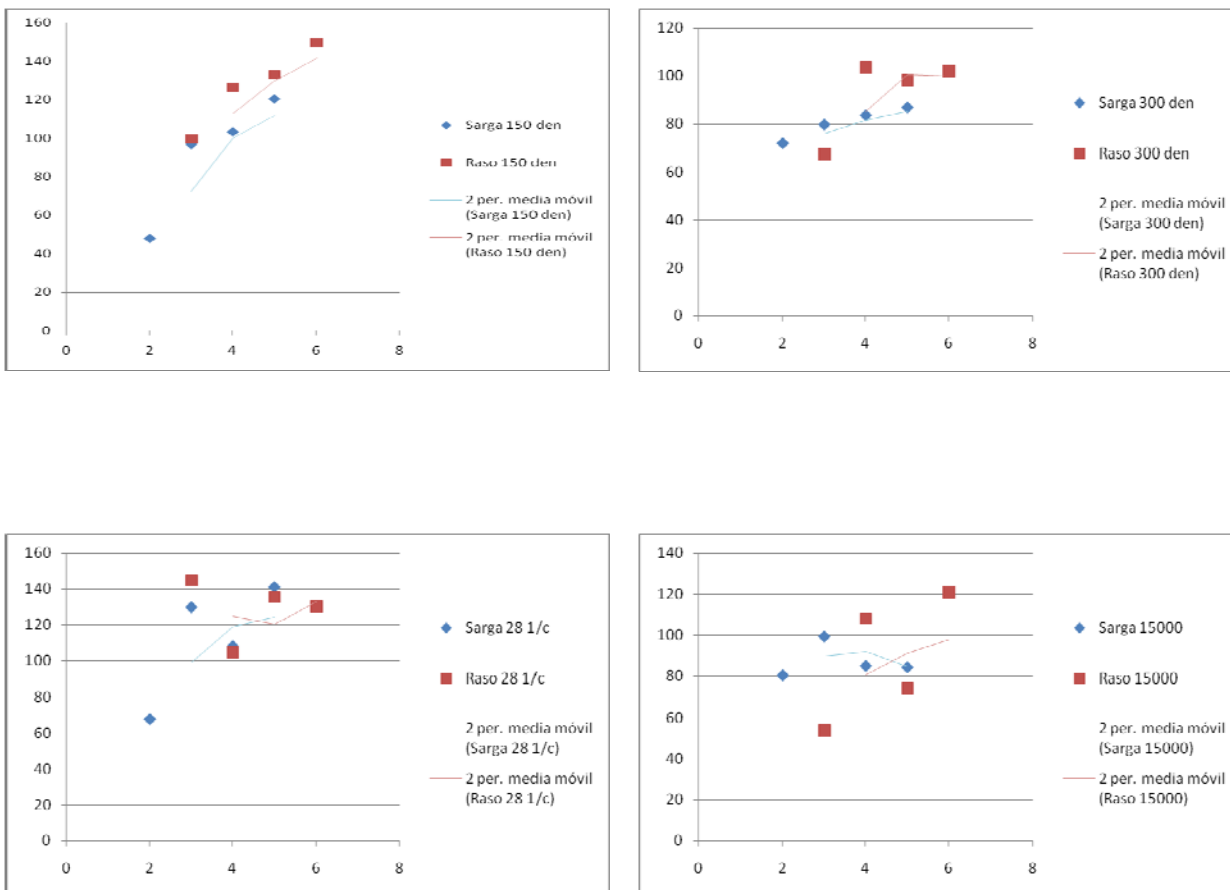 160
140
120
100
80
60
40
20
0
0 2 4 6 8
Sarga 150 den
Raso 150 den
2 per. media móvil
(Sarga 150 den)
2 per. media móvil
(Raso 150 den)
120
100
80
60
40
20
0
0 2 4 6 8
Sarga 300 den
Raso 300 den
2 per. media móvil
(Sarga 300 den)
2 per. media móvil
(Raso 300 den)
160
140
120
100
80
60
40
20
0
0 2 4 6 8
Sarga 28 1/c
Raso 28 1/c
2 per. media móvil
(Sarga 28 1/c)
2 per. media móvil
(Raso 28 1/c)
140
120
100
80
60
40
20
0
0 2 4 6 8
Sarga 15000
Raso 15000
2 per. media móvil
(Sarga 15000)
2 per. media móvil
(Raso 15000)